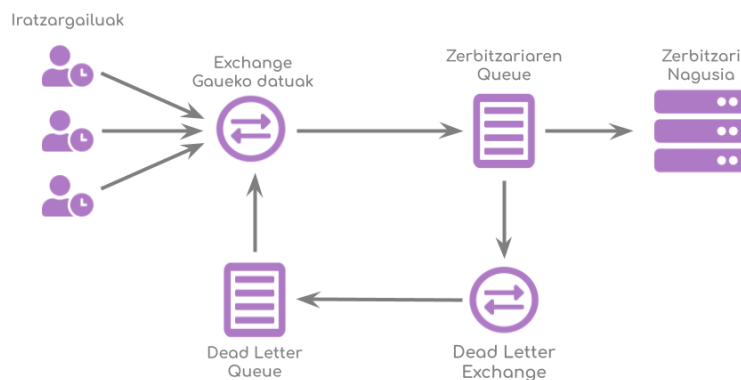 Iratzargailuak
Exchange
Gaueko datuak
Zerbitzariaren
Queue
Zerbitzari
Nagusia
Dead Letter
Queue
Dead Letter
Exchange